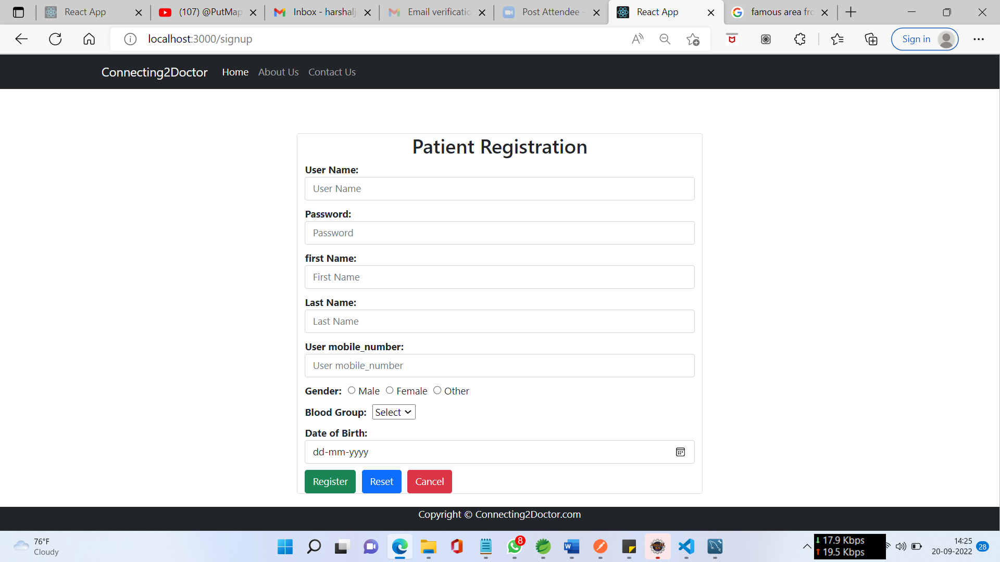 React App
(107) @PutMap
Inbox - harshalj
Email verificatio
Post Attendee -
React App
famous area fro
localhost:3000/signup
Sign in
Connecting2Doctor
Home
About Us
Contact Us
Patient Registration
User Name:
User Name
Password:
Password
first Name:
First Name
Last Name:
Last Name
User mobile_number:
User mobile_number
Gender: Male Female Other
Blood Group: Select
Date of Birth:
dd-mm-yyyy
Register Reset Cancel
Copyright © Connecting2Doctor.com
76°F
Cloudy
8
↓ 17.9 Kbps
↑ 19.5 Kbps
14:25
20-09-2022
28